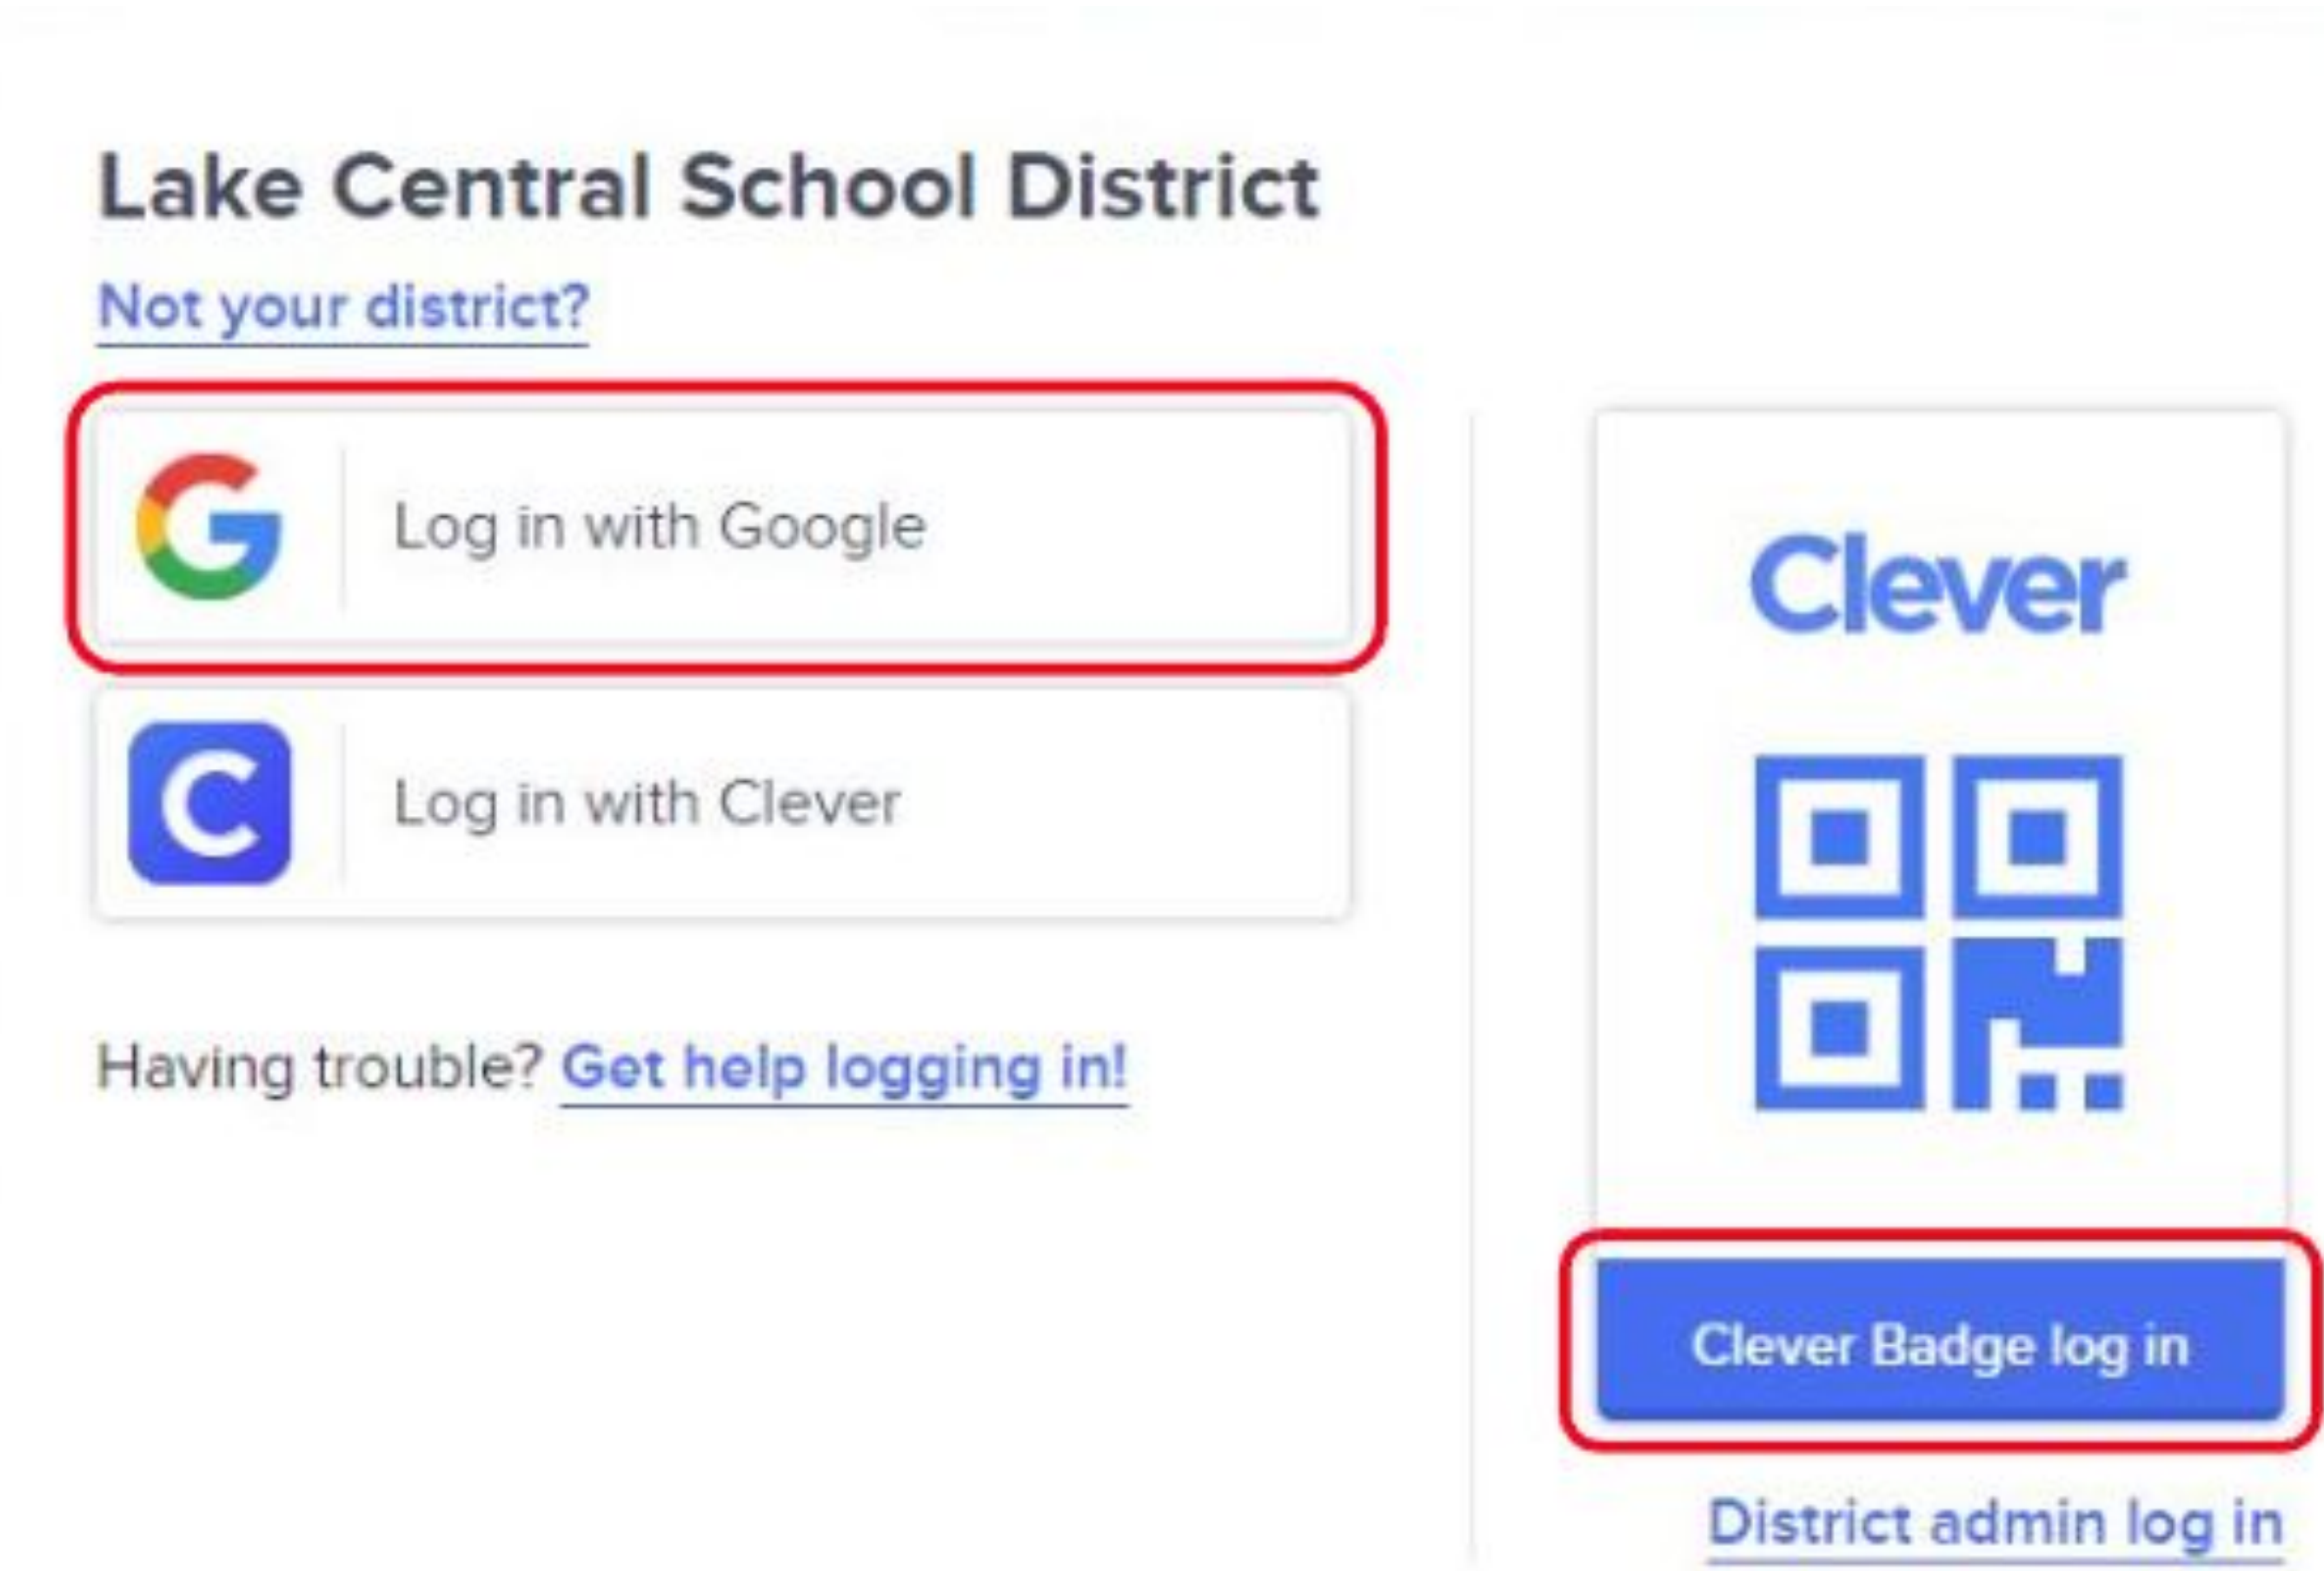 Lake Central School District
Not your district?
Log in with Google
Log in with Clever
Having trouble? Get help logging in!
Clever
Clever Badge log in
District admin log in